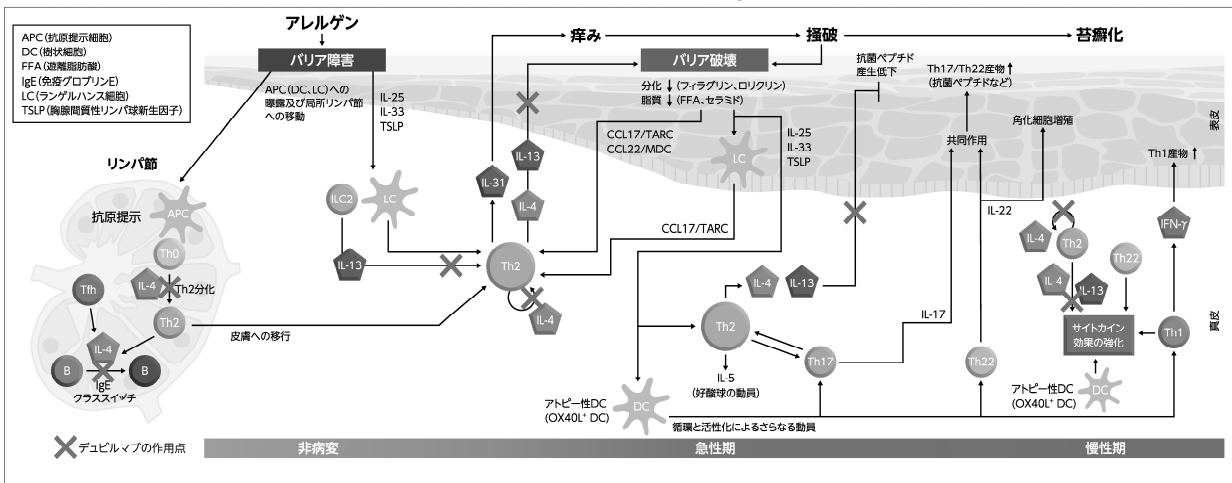 APC(抗原提示細胞)
DC(樹状細胞)
FFA(遊離脂肪酸)
IgE(免疫グロブリンE)
LC(ランゲルハンス細胞)
TSLP(胸腺間質性リンパ球新生因子)
アレルゲン
バリア障害
痒み
掻破
苔癬化
バリア破壊
APC(DC、LC)への
曝露及び局所リンパ節
への移動
IL-25
IL-33
TSLP
分化 ↓ (フィラグリン、ロリクリン)
脂質 ↓ (FFA、セラミド)
抗菌ペプチド
産生低下
Th17/Th22産物 ↑
(抗菌ペプチドなど)
角化細胞増殖
表皮
共同作用
Th1産物 ↑
CCL17/TARC
CCL22/MDC
LC
IL-25
IL-33
TSLP
IL-13
IL-31
IL-4
リンパ節
抗原提示
APC
Th0
IL-4
Th2分化
Tfh
Th2
IL-4
B
IgE
B
クラススイッチ
皮膚への移行
ILC2
LC
IL-13
Th2
IL-4
CCL17/TARC
IL-4
IL-13
Th2
IL-5
(好酸球の動員)
Th17
IL-17
IL-22
Th22
アトピー性DC
(OX40L⁺ DC)
DC
循環と活性化によるさらなる動員
IL-4
Th2
IL-4
IL-13
Th22
IFN-γ
サイトカイン
効果の強化
Th1
真皮
アトピー性DC
(OX40L⁺ DC)
DC
デュピルマブの作用点
非病変
急性期
慢性期